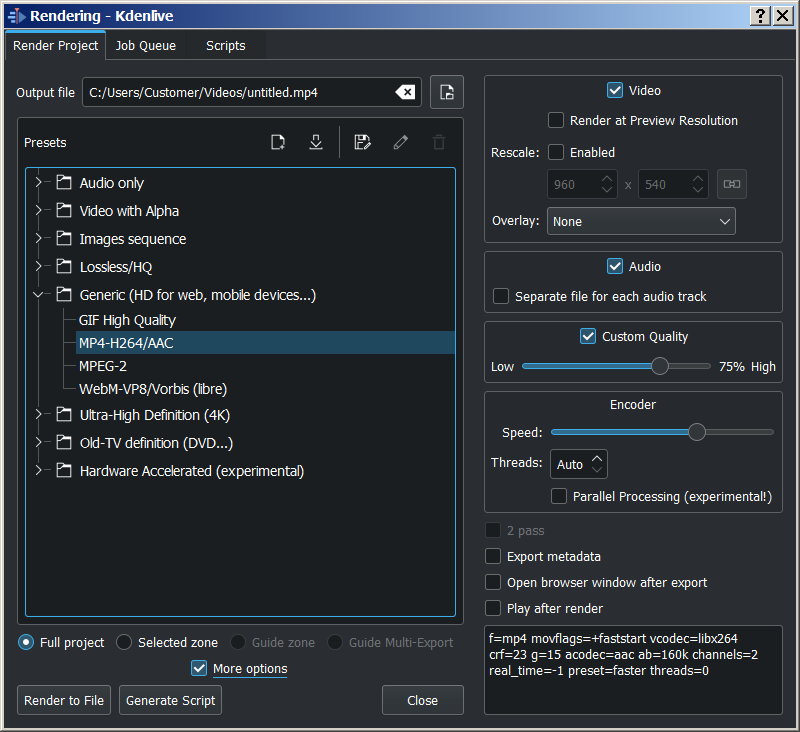 Rendering - Kdenlive
Render Project
Job Queue
Scripts
Output file
C:/Users/Customer/Videos/untitled.mp4
Presets
Audio only
Video with Alpha
Images sequence
Lossless/HQ
Generic (HD for web, mobile devices...)
GIF High Quality
MP4-H264/AAC
MPEG-2
WebM-VP8/Vorbis (libre)
Ultra-High Definition (4K)
Old-TV definition (DVD...)
Hardware Accelerated (experimental)
Full project
Selected zone
Guide zone
Guide Multi-Export
More options
Render to File
Generate Script
Close
Video
Render at Preview Resolution
Rescale:
Enabled
960
x
540
Overlay:
None
Audio
Separate file for each audio track
Custom Quality
Low
75%
High
Encoder
Speed:
Threads:
Auto
Parallel Processing (experimental!)
2 pass
Export metadata
Open browser window after export
Play after render
f=mp4 movflags=+faststart vcodec=libx264
crf=23 g=15 acodec=aac ab=160k channels=2
real_time=-1 preset=faster threads=0